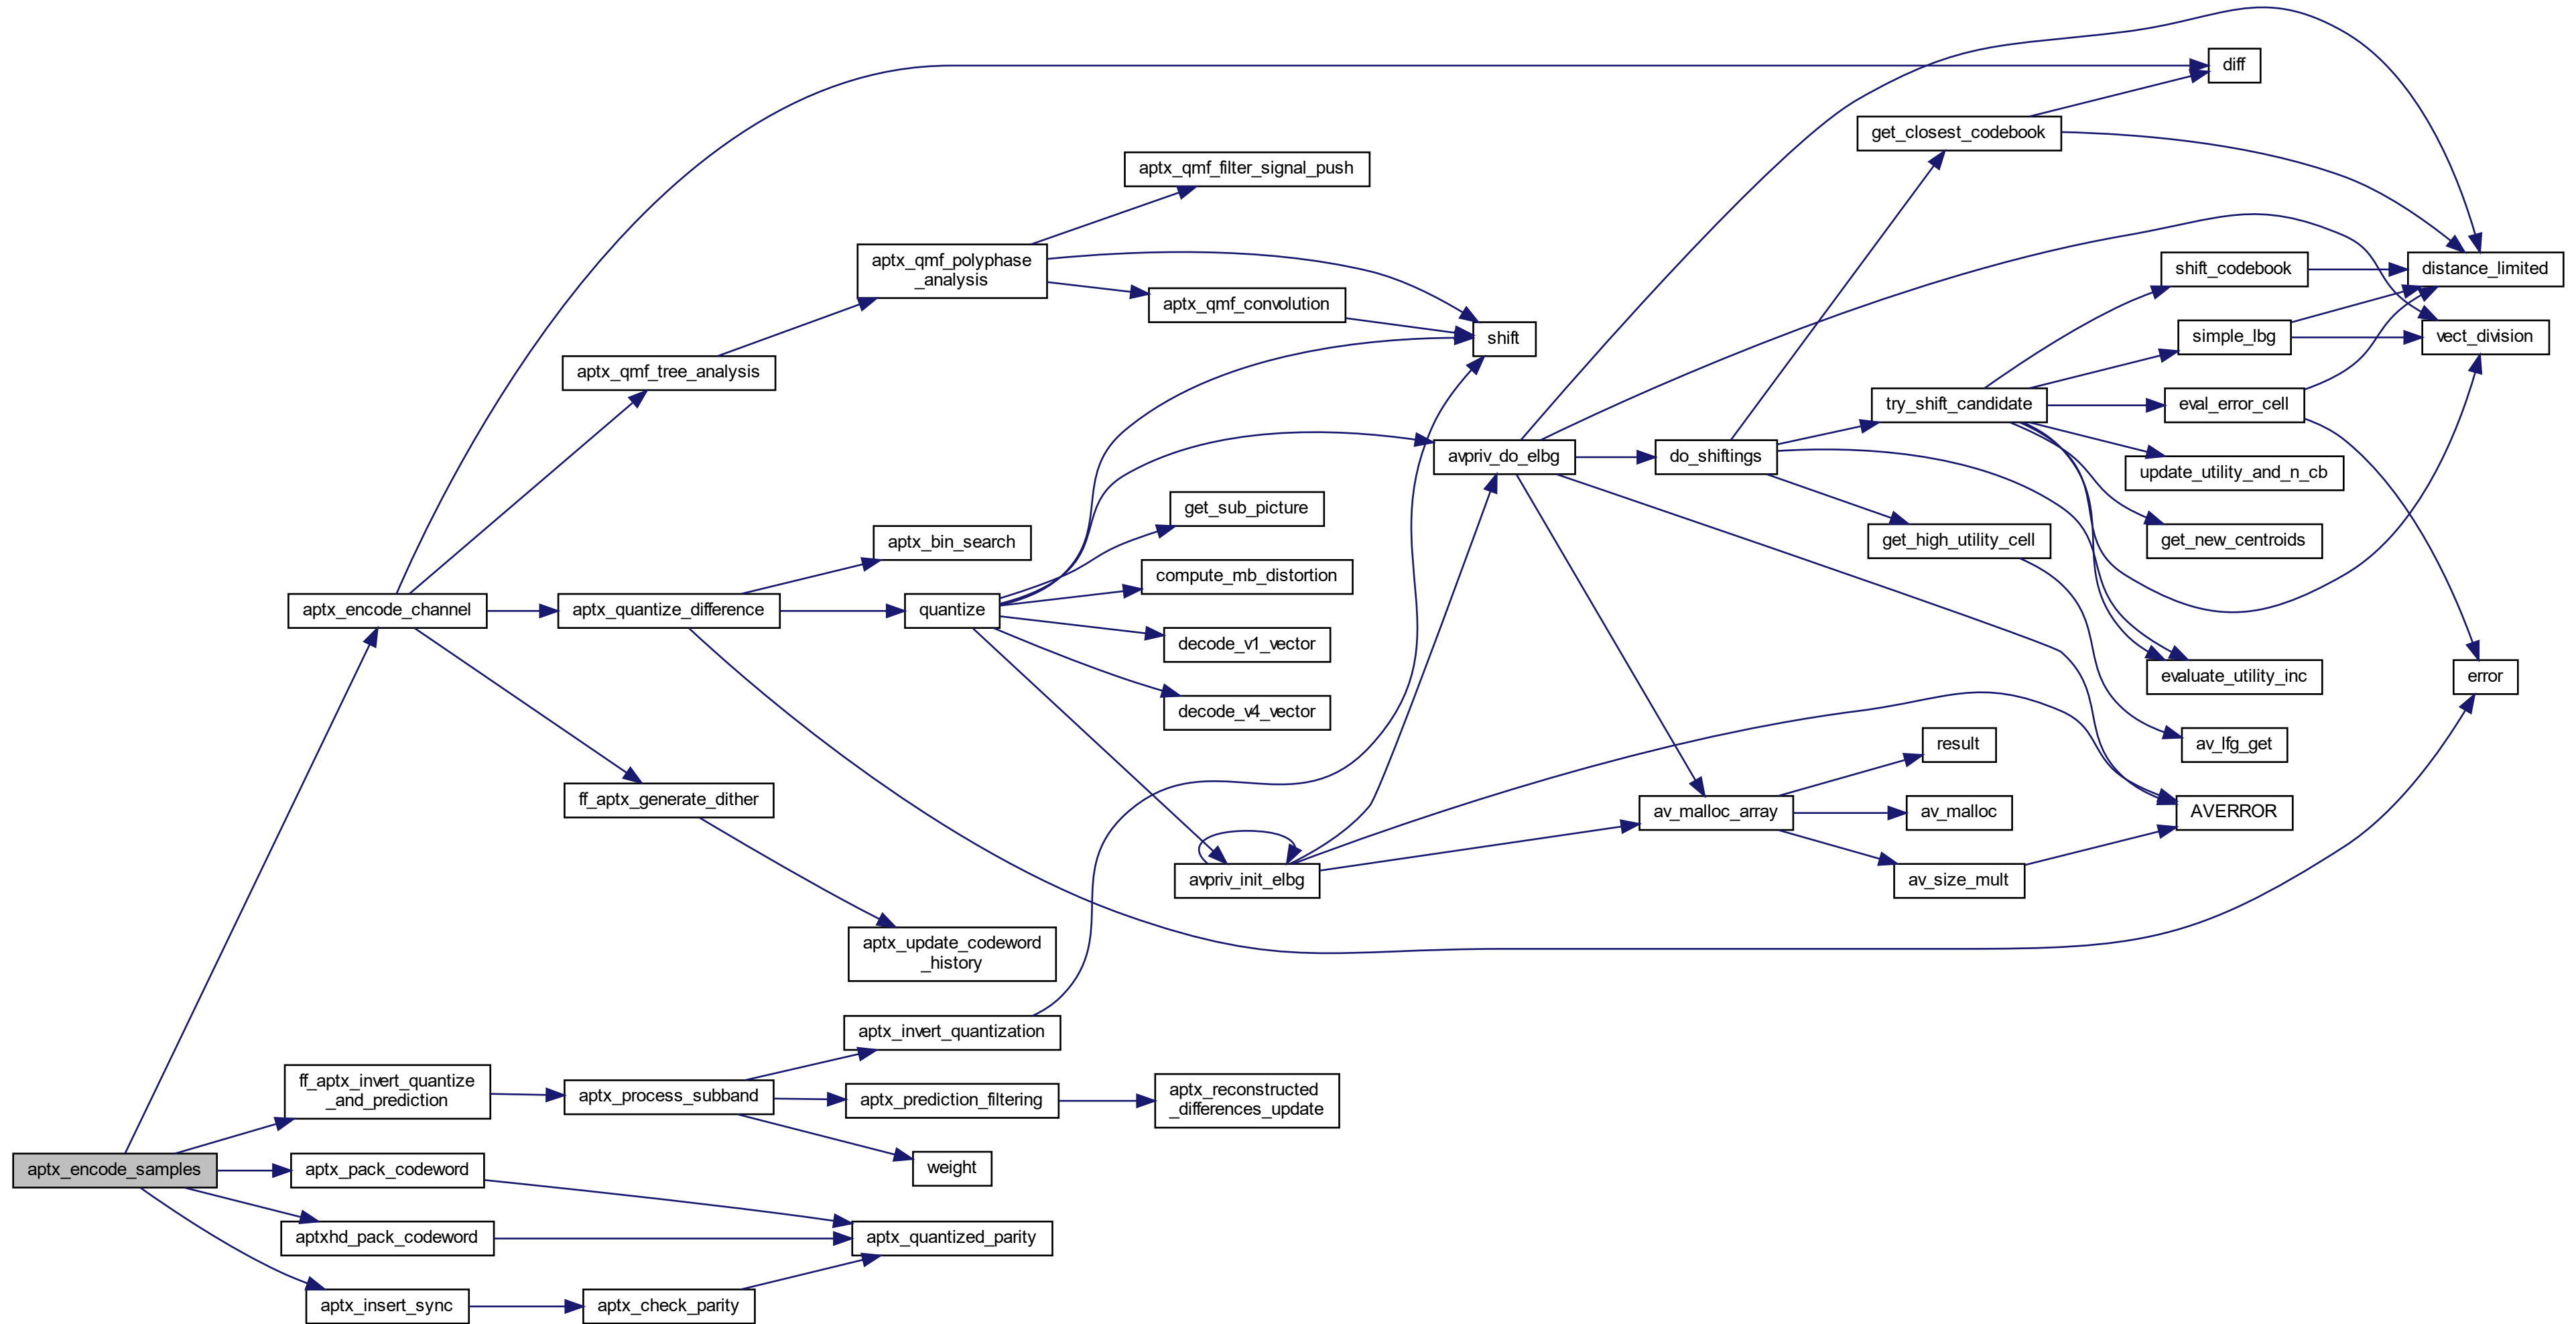 aptx_encode_samples
aptx_encode_channel
ff_aptx_invert_quantize
_and_prediction
aptx_pack_codeword
aptxhd_pack_codeword
aptx_insert_sync
aptx_qmf_tree_analysis
aptx_quantize_difference
ff_aptx_generate_dither
aptx_process_subband
aptx_check_parity
aptx_qmf_polyphase
_analysis
aptx_bin_search
quantize
aptx_update_codeword
_history
aptx_invert_quantization
aptx_prediction_filtering
weight
aptx_quantized_parity
aptx_qmf_filter_signal_push
aptx_qmf_convolution
get_sub_picture
compute_mb_distortion
decode_v1_vector
decode_v4_vector
avpriv_init_elbg
aptx_reconstructed
_differences_update
shift
avpriv_do_elbg
do_shiftings
av_malloc_array
get_closest_codebook
try_shift_candidate
get_high_utility_cell
result
av_malloc
av_size_mult
diff
shift_codebook
simple_lbg
eval_error_cell
update_utility_and_n_cb
get_new_centroids
evaluate_utility_inc
av_lfg_get
AVERROR
distance_limited
vect_division
error